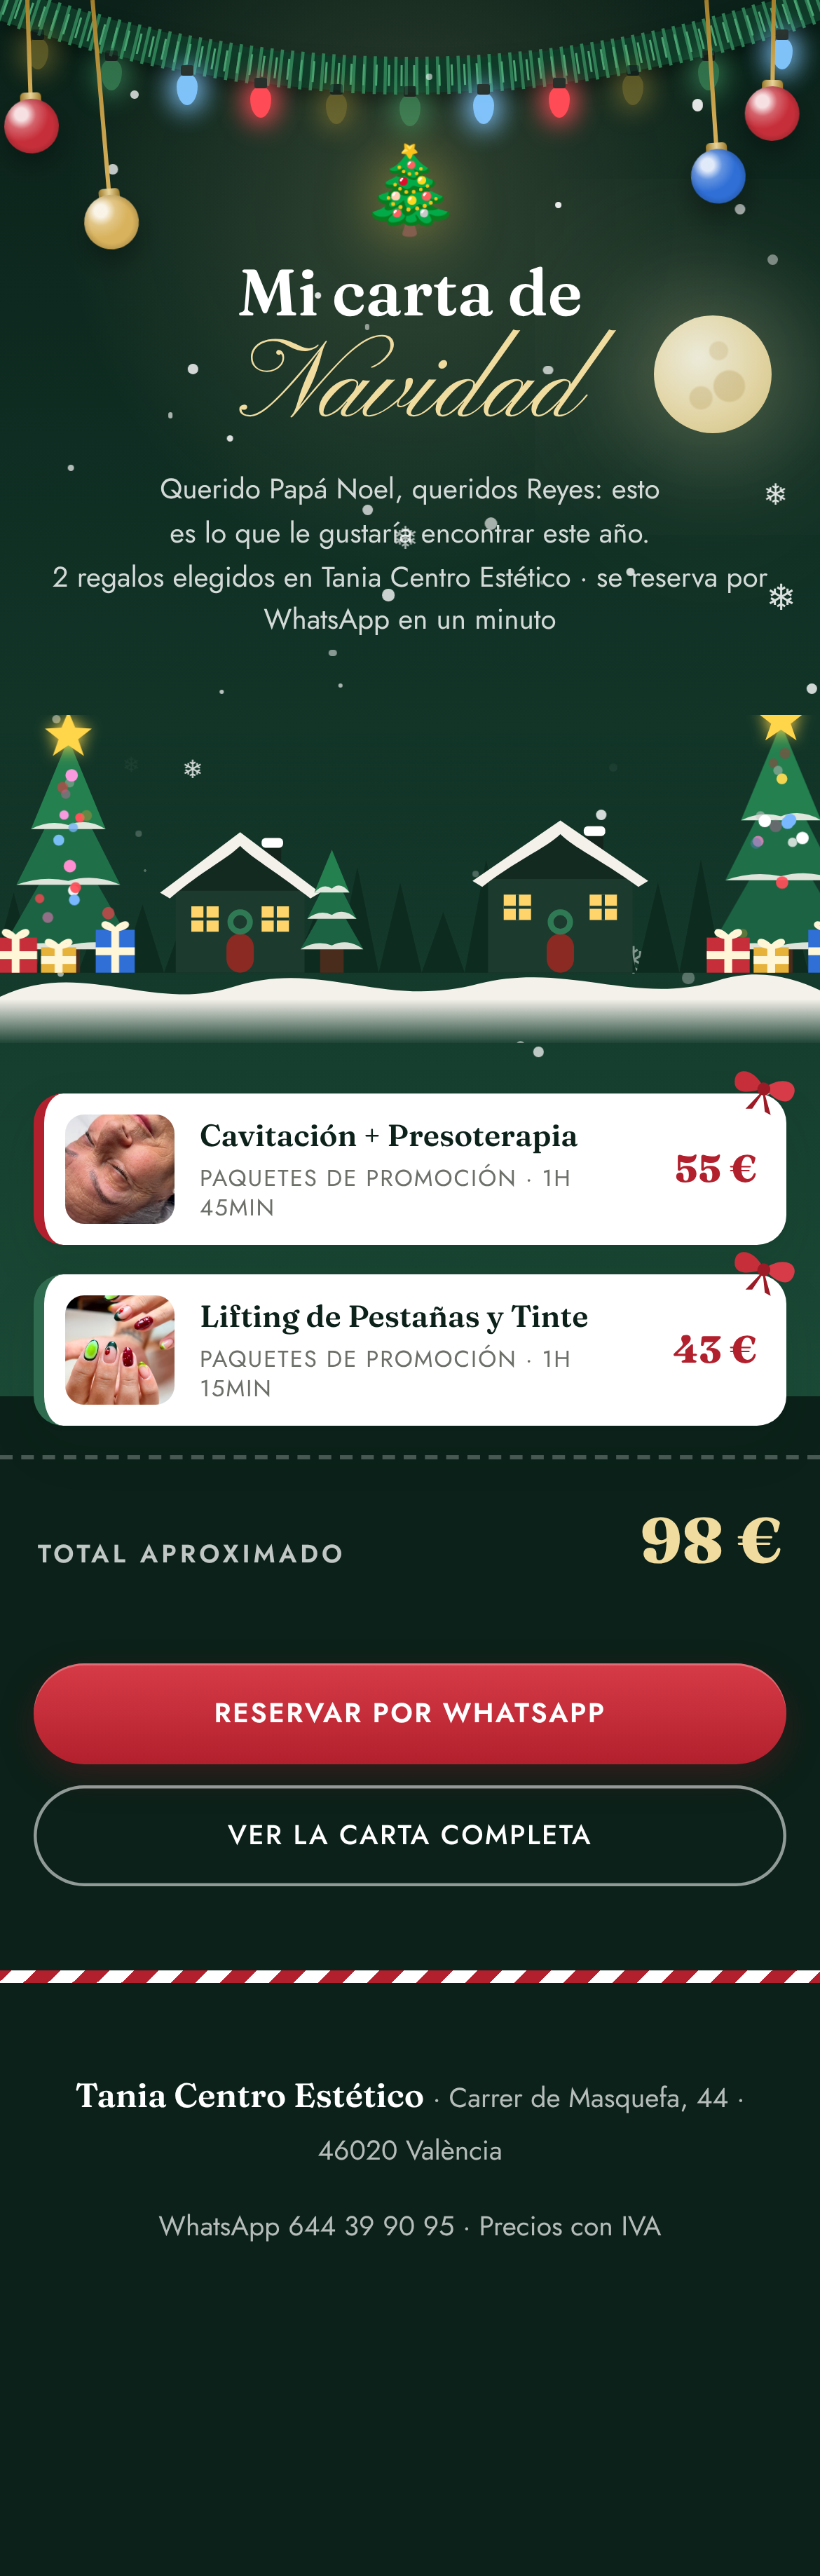 Mi carta de
Navidad
Querido Papá Noel, queridos Reyes: esto
es lo que le gustaría encontrar este año.
2 regalos elegidos en Tania Centro Estético · se reserva por
WhatsApp en un minuto
Cavitación + Presoterapia
PAQUETES DE PROMOCIÓN · 1H
45MIN
55 €
Lifting de Pestañas y Tinte
PAQUETES DE PROMOCIÓN · 1H
15MIN
43 €
TOTAL APROXIMADO
98 €
RESERVAR POR WHATSAPP
VER LA CARTA COMPLETA
Tania Centro Estético · Carrer de Masquefa, 44 ·
46020 València
WhatsApp 644 39 90 95 · Precios con IVA